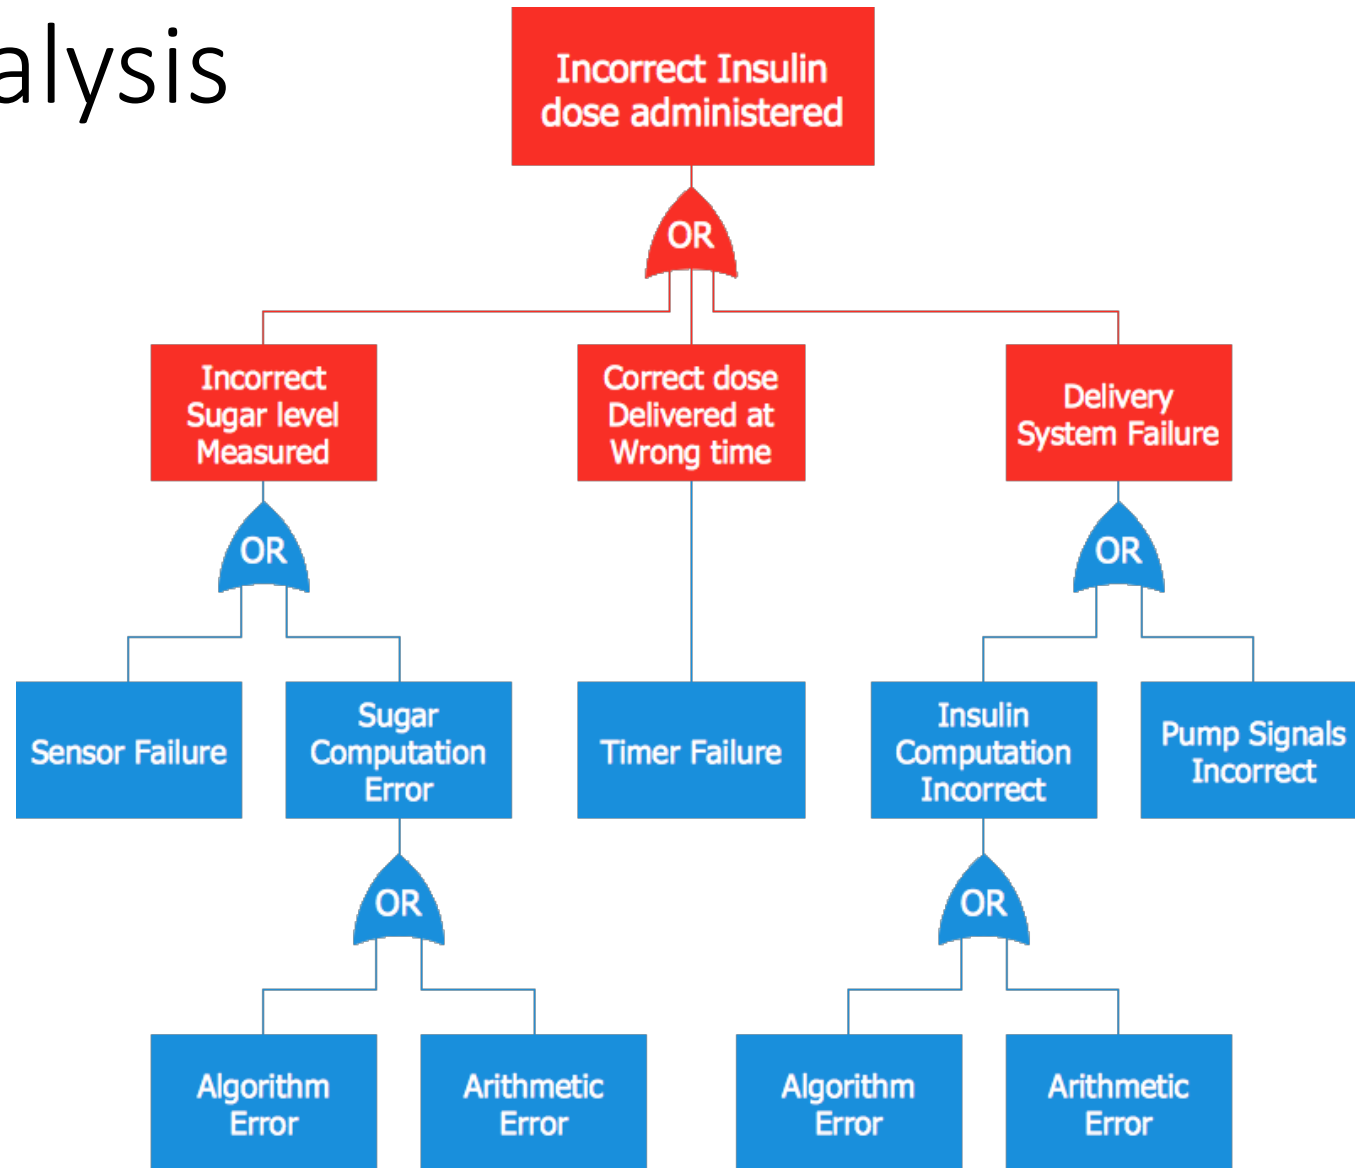 alysis
Incorrect Insulin
dose administered
OR
Incorrect
Sugar level
Measured
Correct dose
Delivered at
Wrong time
Delivery
System Failure
OR
OR
Sensor Failure
Sugar
Computation
Error
Timer Failure
Insulin
Computation
Incorrect
Pump Signals
Incorrect
OR
OR
Algorithm
Error
Arithmetic
Error
Algorithm
Error
Arithmetic
Error